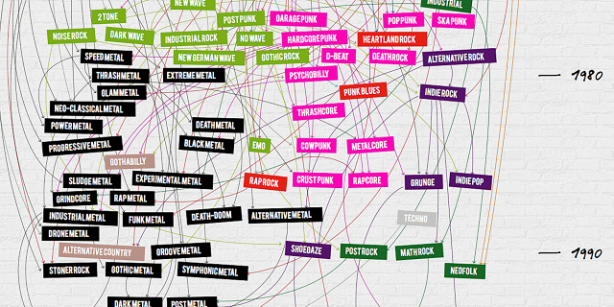 NEW WAVE
INDUSTRIAL
2 TONE
POST PUNK
GARAGE PUNK
POP PUNK
SKA PUNK
NOISE ROCK
DARK WAVE
INDUSTRIAL ROCK
NO WAVE
HARDCORE PUNK
HEARTLAND ROCK
SPEED METAL
NEW GERMAN WAVE
GOTHIC ROCK
D-BEAT
DEATHROCK
ALTERNATIVE ROCK
THRASH METAL
EXTREME METAL
PSYCHOBILLY
1980
GLAM METAL
PUNK BLUES
INDIE ROCK
NEO-CLASSICAL METAL
THRASHCORE
POWER METAL
DEATH METAL
PROGRESSIVE METAL
BLACK METAL
EMO
COWPUNK
METALCORE
GOTHABILLY
SLUDGE METAL
EXPERIMENTAL METAL
RAP ROCK
CRUST PUNK
RAPCORE
GRUNGE
INDIE POP
GRINDCORE
RAP METAL
INDUSTRIAL METAL
FUNK METAL
DEATH-DOOM
ALTERNATIVE METAL
TECHNO
DRONE METAL
ALTERNATIVE COUNTRY
GROOVE METAL
SHOEGAZE
POST ROCK
MATH ROCK
1990
STONER ROCK
GOTHIC METAL
SYMPHONIC METAL
NEOFOLK
DARK METAL
POST METAL